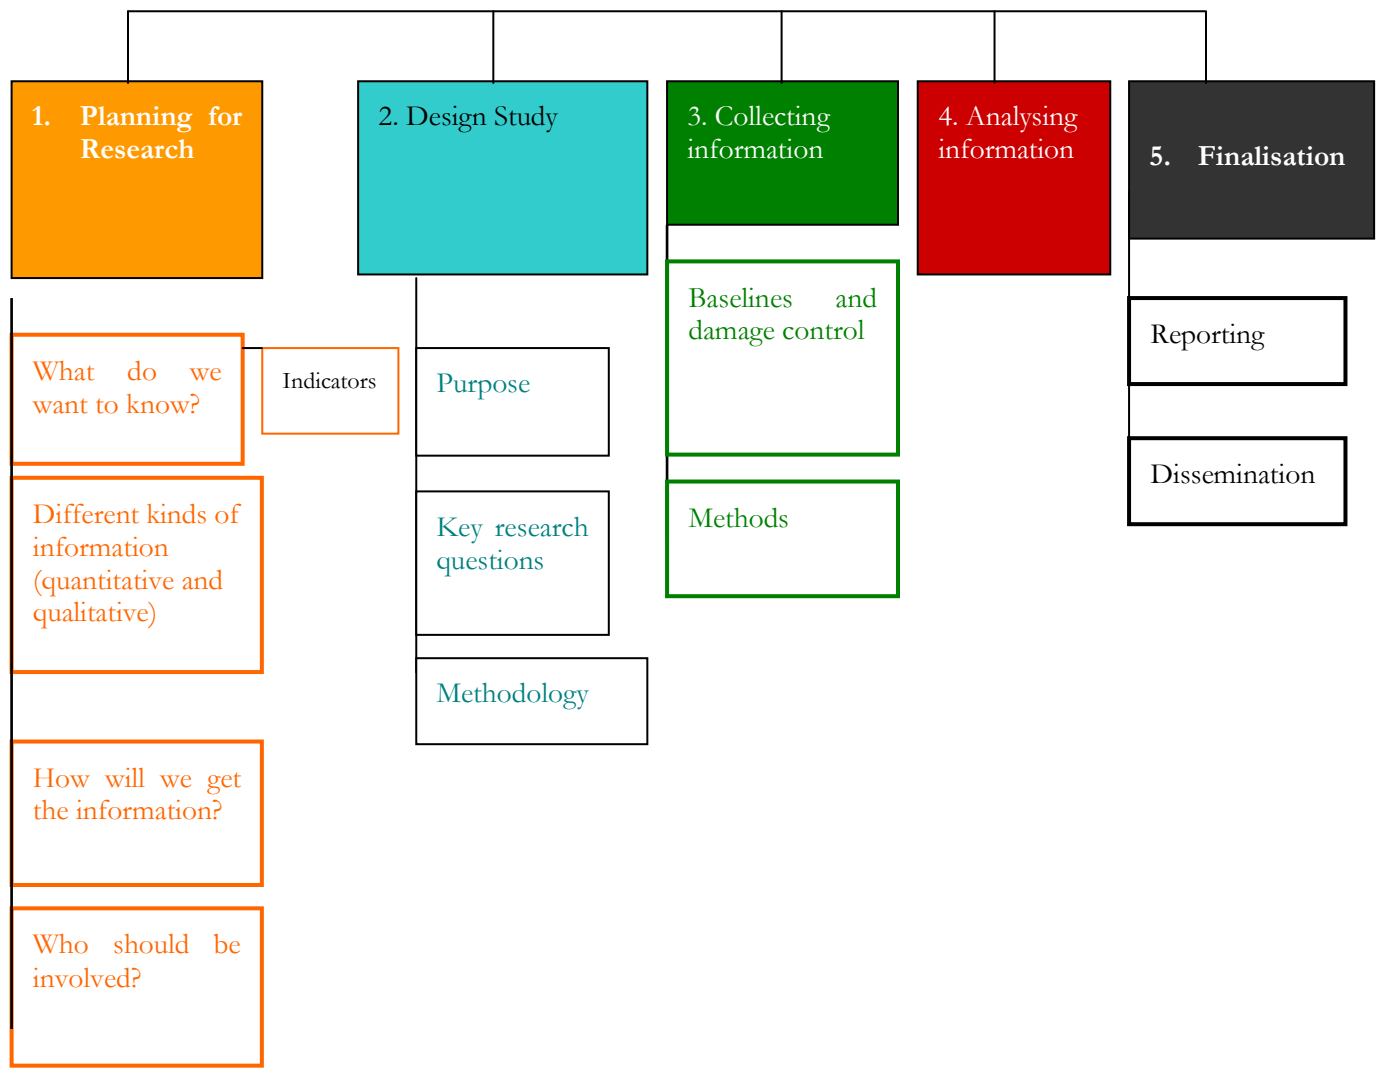 1. Planning for
Research
2. Design Study
3. Collecting
information
4. Analysing
information
5. Finalisation
What do we
want to know?
Indicators
Different kinds of
information
(quantitative and
qualitative)
How will we get
the information?
Who should be
involved?
Purpose
Key research
questions
Methodology
Baselines and
damage control
Methods
Reporting
Dissemination